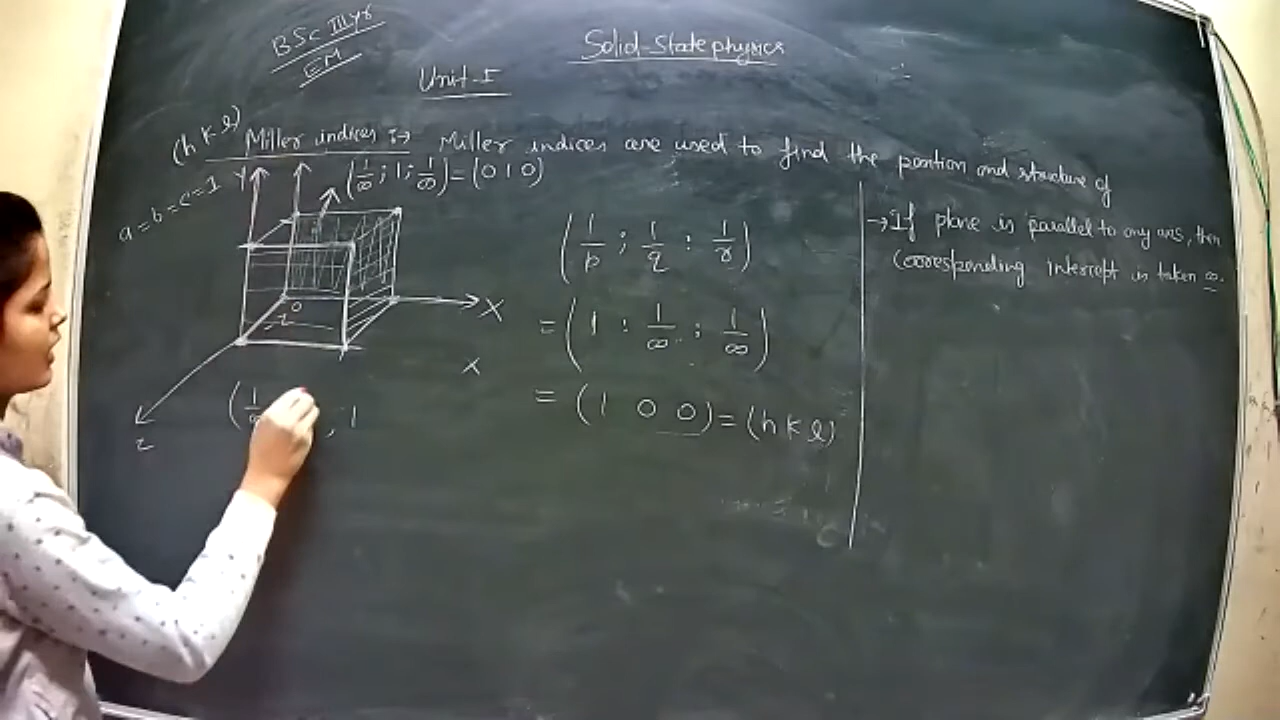 BSc IIIyr
EM
Solid-State physics
Unit-I
(h k l)
Miller indices :→ Miller indices are used to find the position and structure of
a = b = c = 1
Y
(1/∞ ; 1 ; 1/∞) = (0 1 0)
X
O
Z
(1/p ; 1/q : 1/r)
= (1 : 1/∞ ; 1/∞)
x
= (1 0 0) = (h k l)
(1/ , 1
→ If plane is parallel to any axis, then
corresponding intercept is taken ∞.